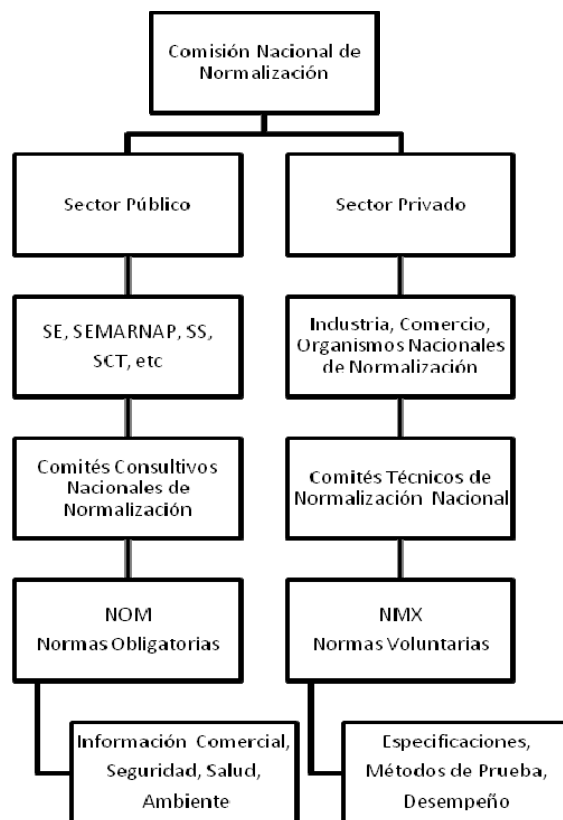 Comisión Nacional de
Normalización
Sector Público
Sector Privado
SE, SEMARNAP, SS,
SCT, etc
Industria, Comercio,
Organismos Nacionales
de Normalización
Comités Consultivos
Nacionales de
Normalización
Comités Técnicos de
Normalización Nacional
NOM
Normas Obligatorias
NMX
Normas Voluntarias
Información Comercial,
Seguridad, Salud,
Ambiente
Especificaciones,
Métodos de Prueba,
Desempeño